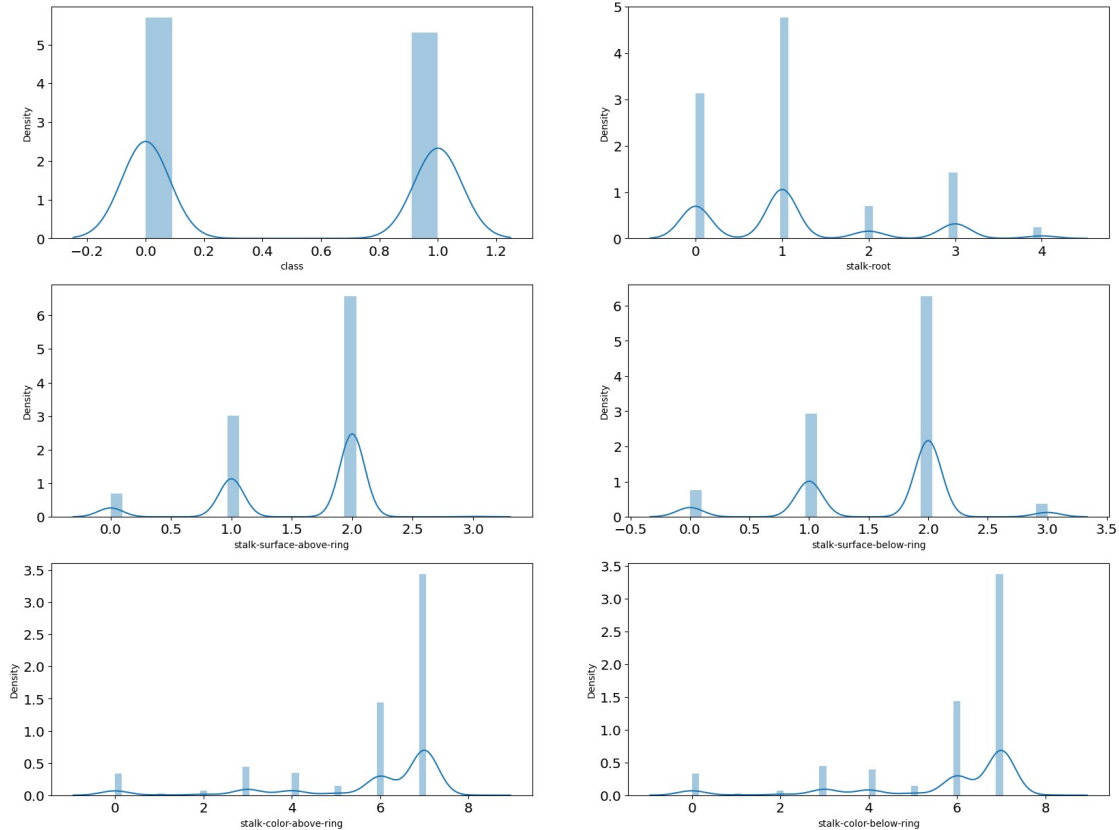 5
4
3
2
1
0
Density
−0.2 0.0 0.2 0.4 0.6 0.8 1.0 1.2
class
5
4
3
2
1
0
Density
0 1 2 3 4
stalk-root
6
5
4
3
2
1
0
Density
0.0 0.5 1.0 1.5 2.0 2.5 3.0
stalk-surface-above-ring
6
5
4
3
2
1
0
Density
−0.5 0.0 0.5 1.0 1.5 2.0 2.5 3.0 3.5
stalk-surface-below-ring
3.5
3.0
2.5
2.0
1.5
1.0
0.5
0.0
Density
0 2 4 6 8
stalk-color-above-ring
3.5
3.0
2.5
2.0
1.5
1.0
0.5
0.0
Density
0 2 4 6 8
stalk-color-below-ring